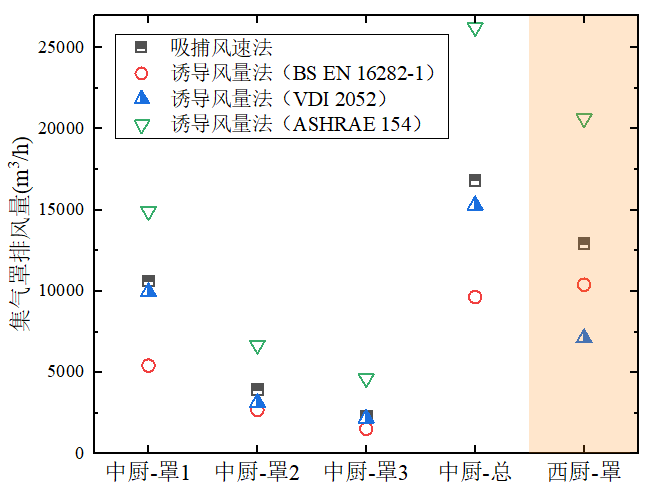 吸捕风速法
诱导风量法（BS EN 16282-1）
诱导风量法（VDI 2052）
诱导风量法（ASHRAE 154）
集气罩排风量(m³/h)
25000
20000
15000
10000
5000
0
中厨-罩1 中厨-罩2 中厨-罩3 中厨-总 西厨-罩